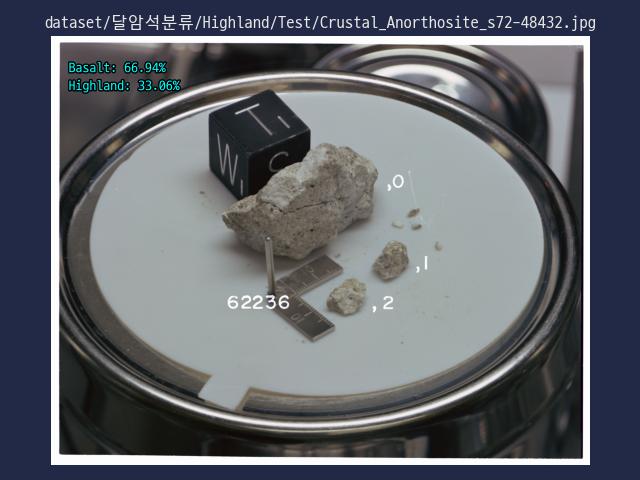 dataset/달암석분류/Highland/Test/Crustal_Anorthosite_s72-48432.jpg
Basalt: 66.94%
Highland: 33.06%
T
W
,0
,1
62236
,2